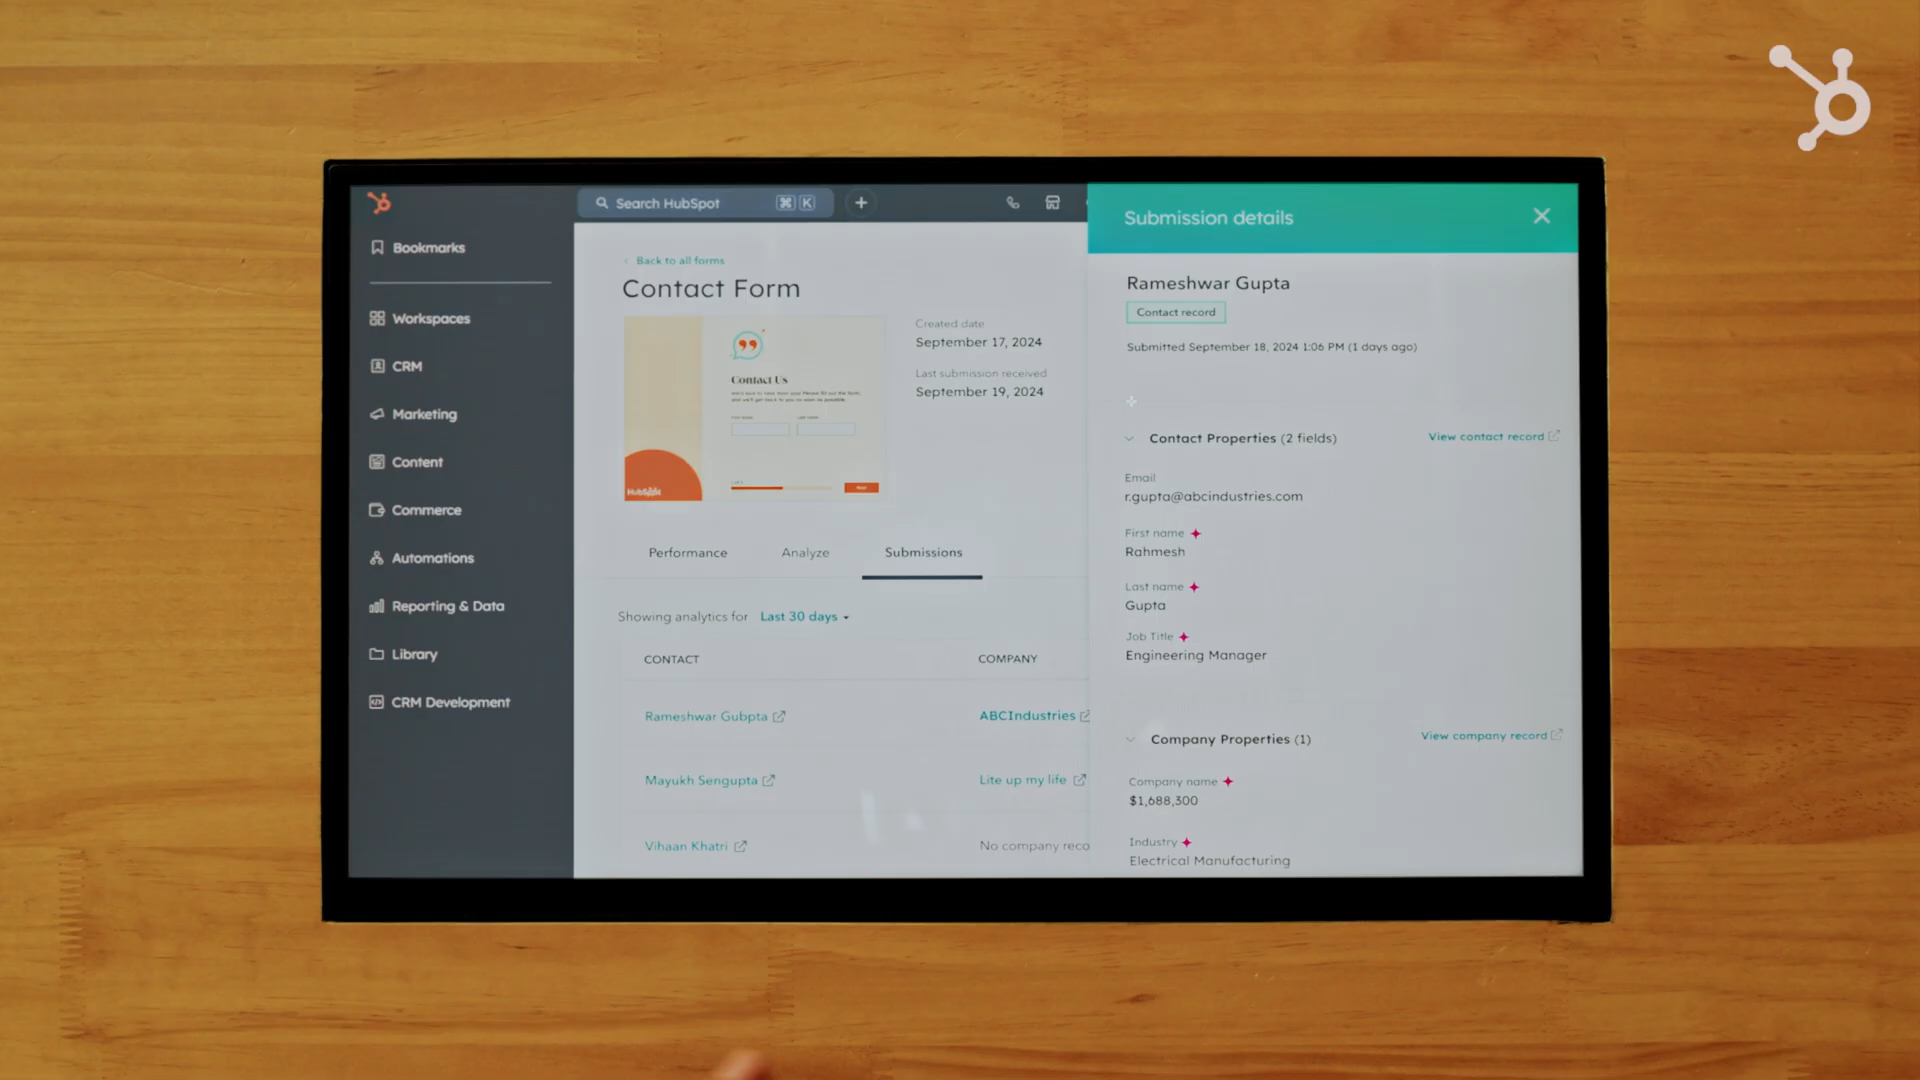 Bookmarks
Workspaces
CRM
Marketing
Content
Commerce
Automations
Reporting & Data
Library
CRM Development
Search HubSpot ⌘ K
Back to all forms
Contact Form
Contact Us
HubSpot
Created date
September 17, 2024
Last submission received
September 19, 2024
Performance Analyze Submissions
Showing analytics for Last 30 days
CONTACT COMPANY
Rameshwar Gubpta ABCIndustries
Mayukh Sengupta Lite up my life
Vihaan Khatri No company reco
Submission details
Rameshwar Gupta
Contact record
Submitted September 18, 2024 1:06 PM (1 days ago)
Contact Properties (2 fields) View contact record
Email
r.gupta@abcindustries.com
First name
Rahmesh
Last name
Gupta
Job Title
Engineering Manager
Company Properties (1) View company record
Company name
$1,688,300
Industry
Electrical Manufacturing